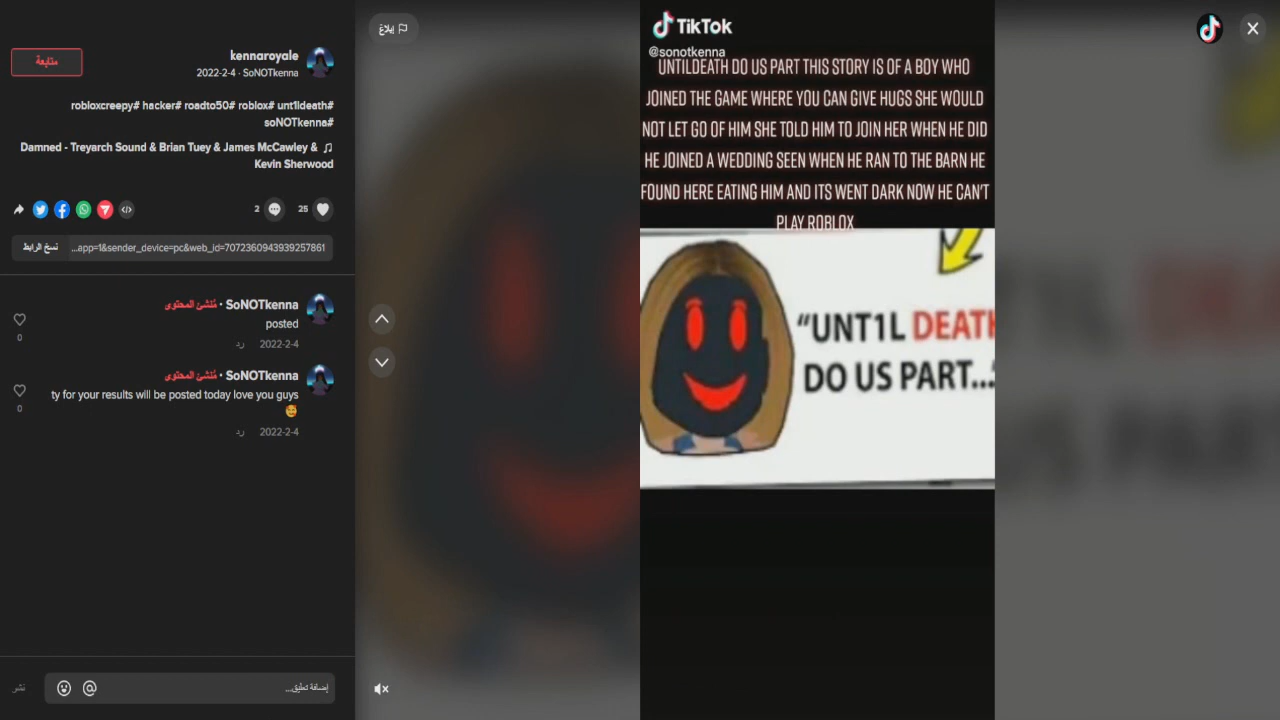 kennaroyale
SoNOTkenna · 2022-2-4
متابعة
#robloxcreepy #hacker #roadto50 #roblox #unt1ldeath
#soNOTkenna
Damned - Treyarch Sound & Brian Tuey & James McCawley &
Kevin Sherwood
2
25
نسخ الرابط
...app=1&sender_device=pc&web_id=7072360943939257861
SoNOTkenna · مُنشئ المحتوى
posted
2022-2-4 رد
0
SoNOTkenna · مُنشئ المحتوى
ty for your results will be posted today love you guys
😅
2022-2-4 رد
0
إضافة تعليق...
@
نشر
إبلاغ
TikTok
@sonotkenna
UNTILDEATH DO US PART THIS STORY IS OF A BOY WHO
JOINED THE GAME WHERE YOU CAN GIVE HUGS SHE WOULD
NOT LET GO OF HIM SHE TOLD HIM TO JOIN HER WHEN HE DID
HE JOINED A WEDDING SEEN WHEN HE RAN TO THE BARN HE
FOUND HERE EATING HIM AND ITS WENT DARK NOW HE CAN'T
PLAY ROBLOX
“UNT1L DEATH
DO US PART...”